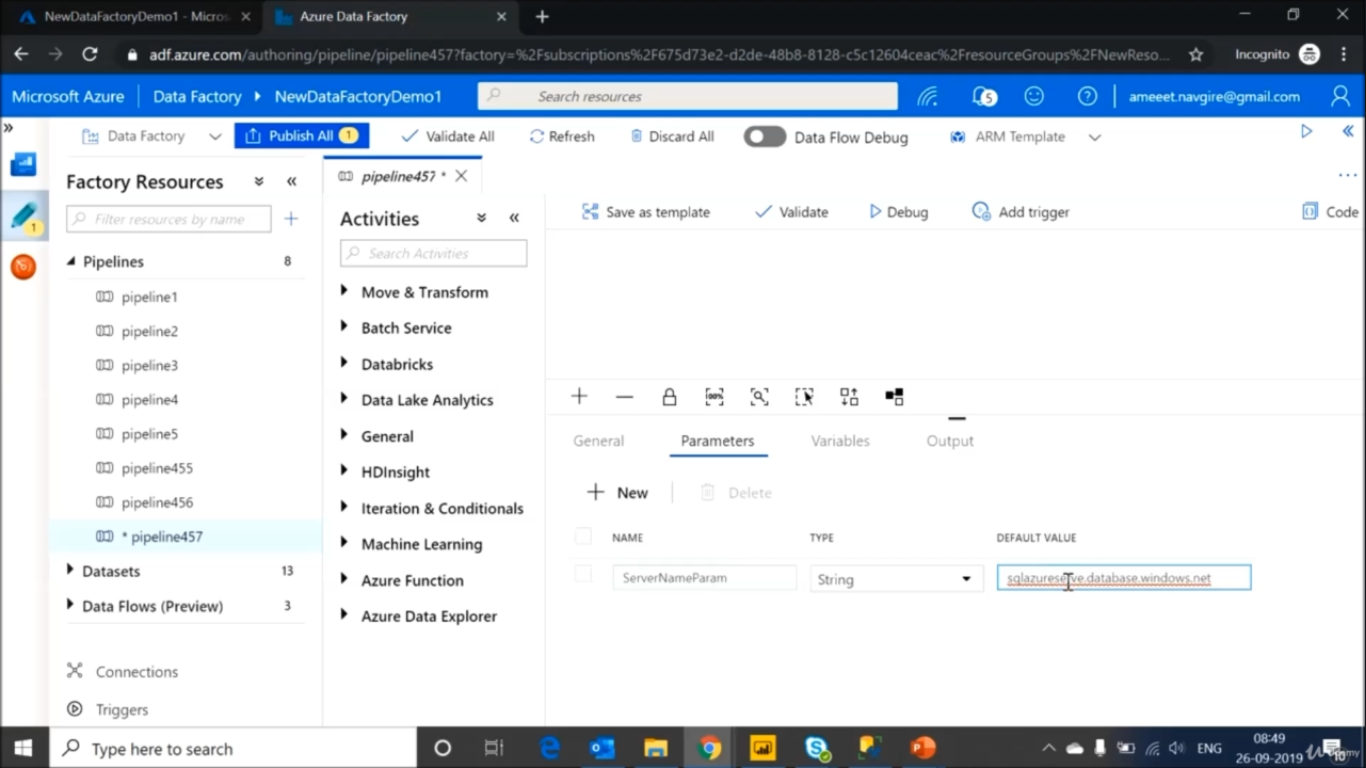 NewDataFactoryDemo1 - Micros
Azure Data Factory
adf.azure.com/authoring/pipeline/pipeline457?factory=%2Fsubscriptions%2F675d73e2-d2de-48b8-8128-c5c12604ceac%2FresourceGroups%2FNewReso...
Incognito
Microsoft Azure
Data Factory
NewDataFactoryDemo1
Search resources
5
ameeet.navgire@gmail.com
Data Factory
Publish All 1
Validate All
Refresh
Discard All
Data Flow Debug
ARM Template
Factory Resources
pipeline457 *
Filter resources by name
Activities
Save as template
Validate
Debug
Add trigger
Code
1
Search Activities
Pipelines 8
pipeline1
pipeline2
pipeline3
pipeline4
pipeline5
pipeline455
pipeline456
* pipeline457
Datasets 13
Data Flows (Preview) 3
Connections
Triggers
Move & Transform
Batch Service
Databricks
Data Lake Analytics
General
HDInsight
Iteration & Conditionals
Machine Learning
Azure Function
Azure Data Explorer
100%
General
Parameters
Variables
Output
New
Delete
NAME
TYPE
DEFAULT VALUE
ServerNameParam
String
Type here to search
ENG
08:49
26-09-2019
10